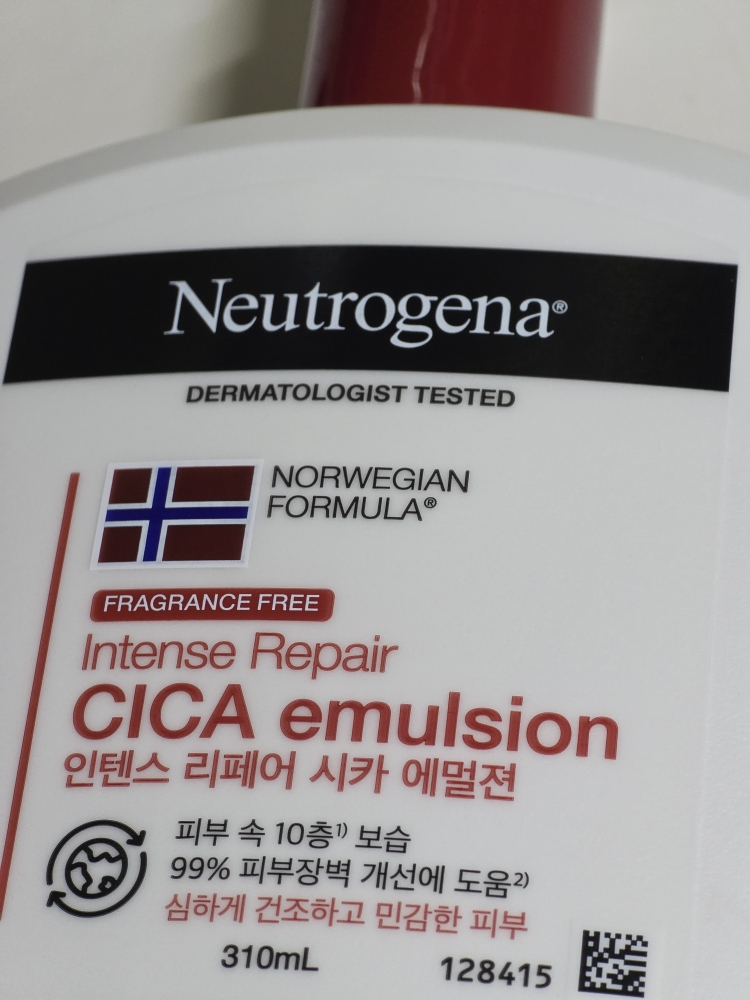 Neutrogena®
DERMATOLOGIST TESTED
NORWEGIAN
FORMULA®
FRAGRANCE FREE
Intense Repair
CICA emulsion
인텐스 리페어 시카 에멀젼
피부 속 10층¹⁾ 보습
99% 피부장벽 개선에 도움²⁾
심하게 건조하고 민감한 피부
310mL
128415